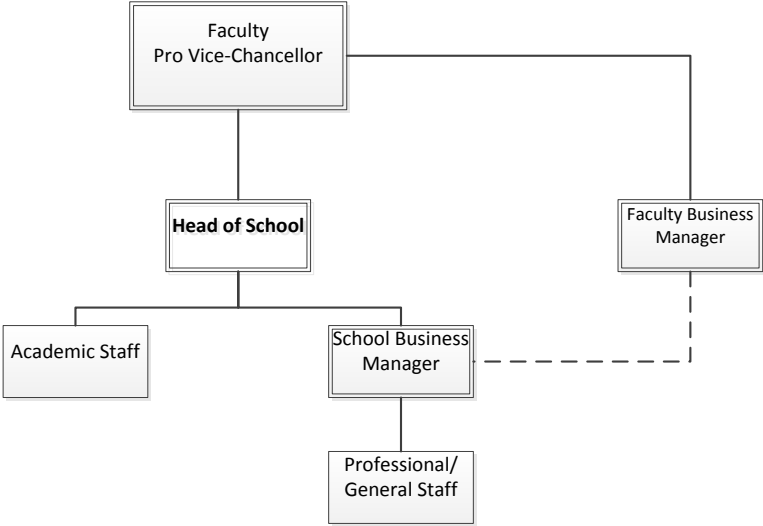 Faculty
Pro Vice-Chancellor
Head of School
Faculty Business
Manager
Academic Staff
School Business
Manager
Professional/
General Staff